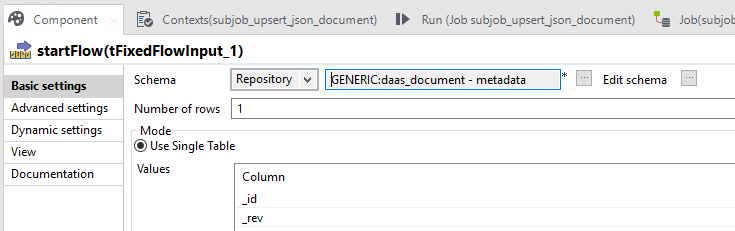 Component Contexts(subjob_upsert_json_document) Run (Job subjob_upsert_json_document) Job(subjo
startFlow(tFixedFlowInput_1)
Basic settings
Advanced settings
Dynamic settings
View
Documentation
Schema Repository GENERIC:daas_document - metadata * ... Edit schema ...
Number of rows 1
Mode
Use Single Table
Values
Column
_id
_rev